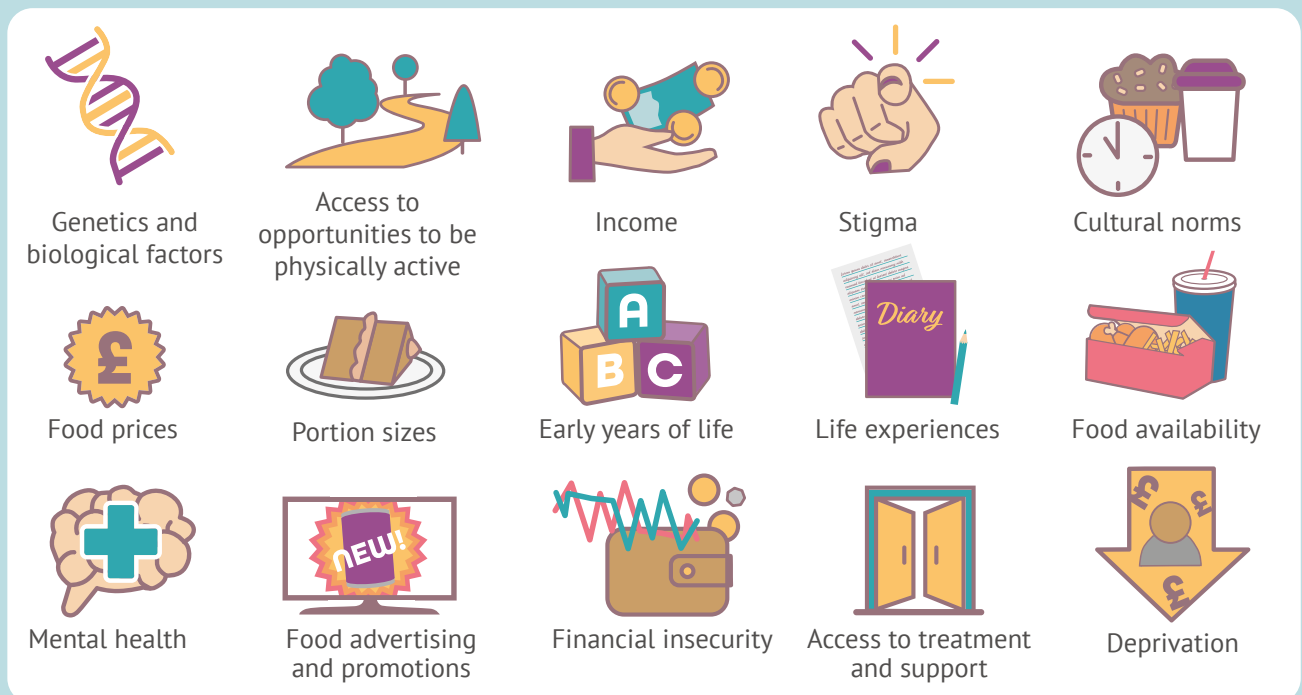 Genetics and
biological factors
Access to
opportunities to be
physically active
Income
Stigma
Cultural norms
£
Food prices
Portion sizes
A
B C
Early years of life
Diary
Life experiences
Food availability
Mental health
NEW!
Food advertising
and promotions
Financial insecurity
Access to treatment
and support
£ £
£
Deprivation